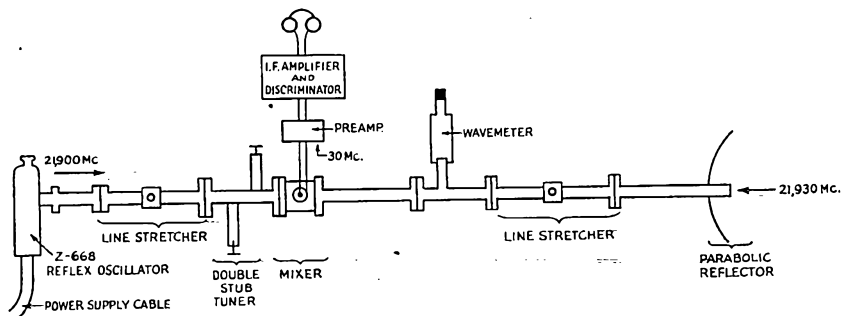 I.F. AMPLIFIER
AND
DISCRIMINATOR
PREAMP.
30 MC.
WAVEMETER
21,900 MC
21,930 MC.
LINE STRETCHER
LINE STRETCHER
Z-668
REFLEX OSCILLATOR
DOUBLE
STUB
TUNER
MIXER
PARABOLIC
REFLECTOR
POWER SUPPLY CABLE